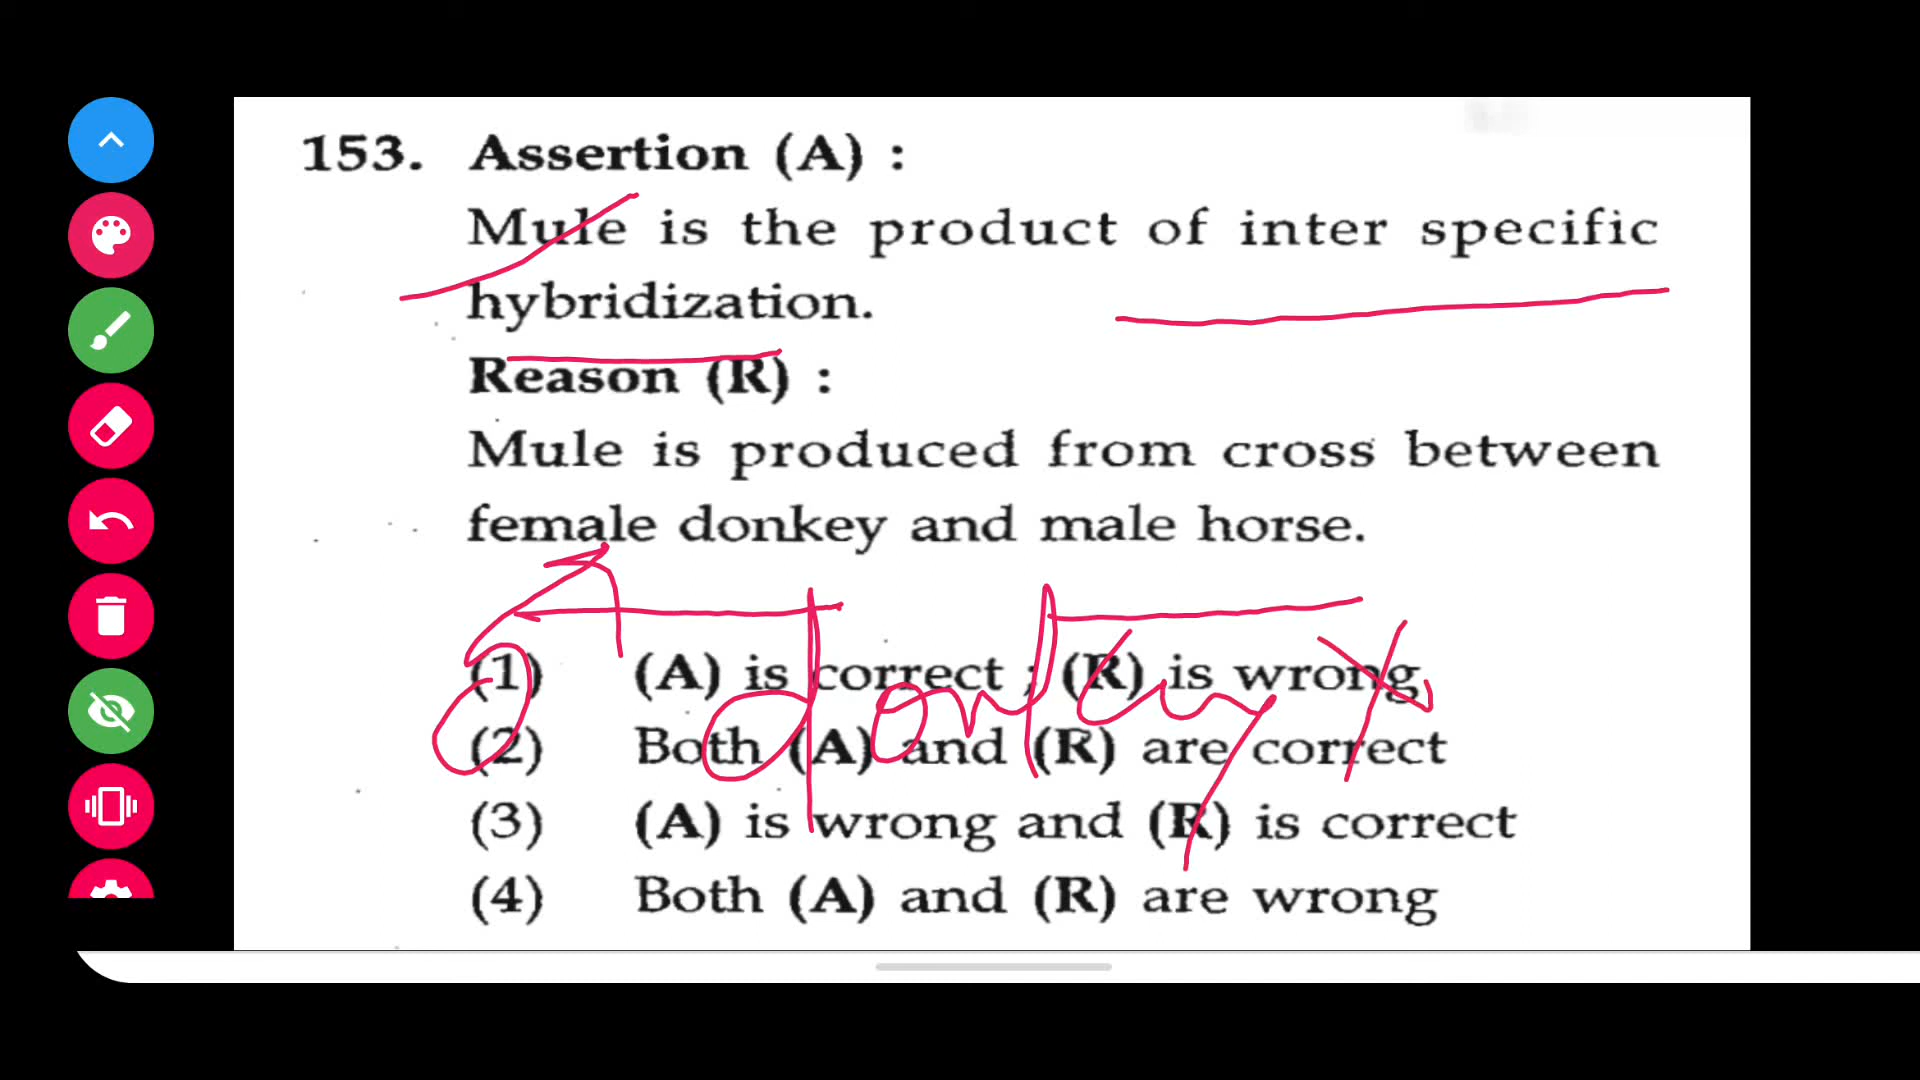 153. Assertion (A) :
Mule is the product of inter specific
hybridization.
Reason (R) :
Mule is produced from cross between
female donkey and male horse.
♂ donkey ×
(1) (A) is correct ; (R) is wrong
(2) Both (A) and (R) are correct
(3) (A) is wrong and (R) is correct
(4) Both (A) and (R) are wrong